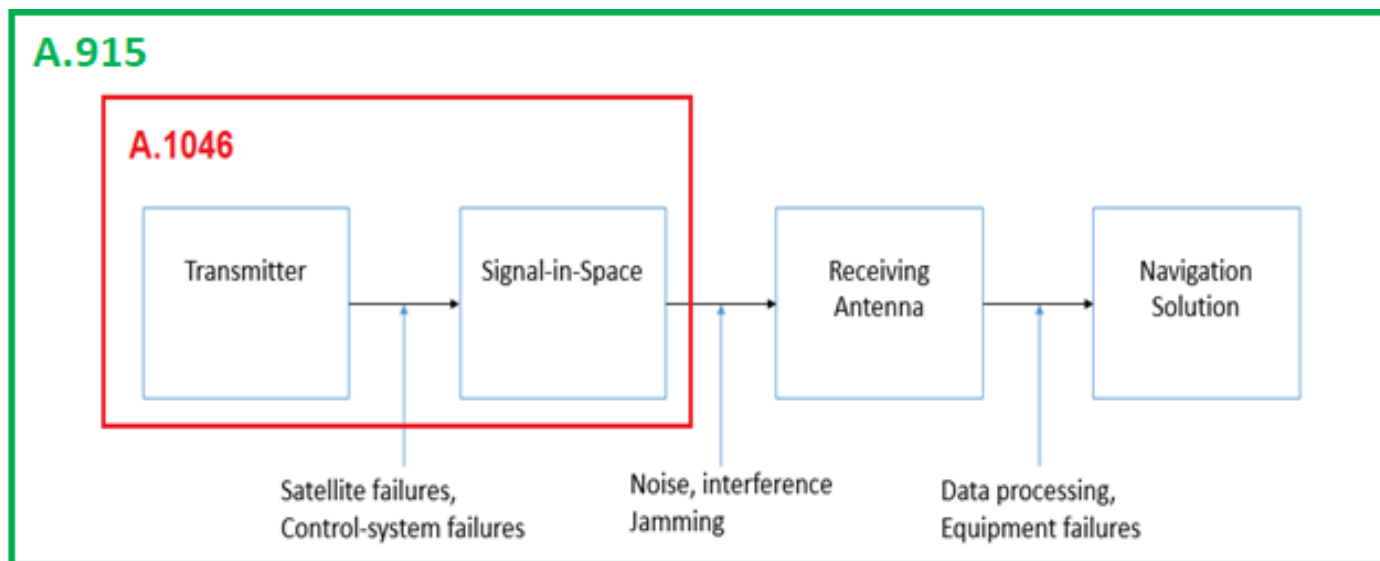 A.915
A.1046
Transmitter
Signal-in-Space
Receiving
Antenna
Navigation
Solution
Satellite failures,
Control-system failures
Noise, interference
Jamming
Data processing,
Equipment failures